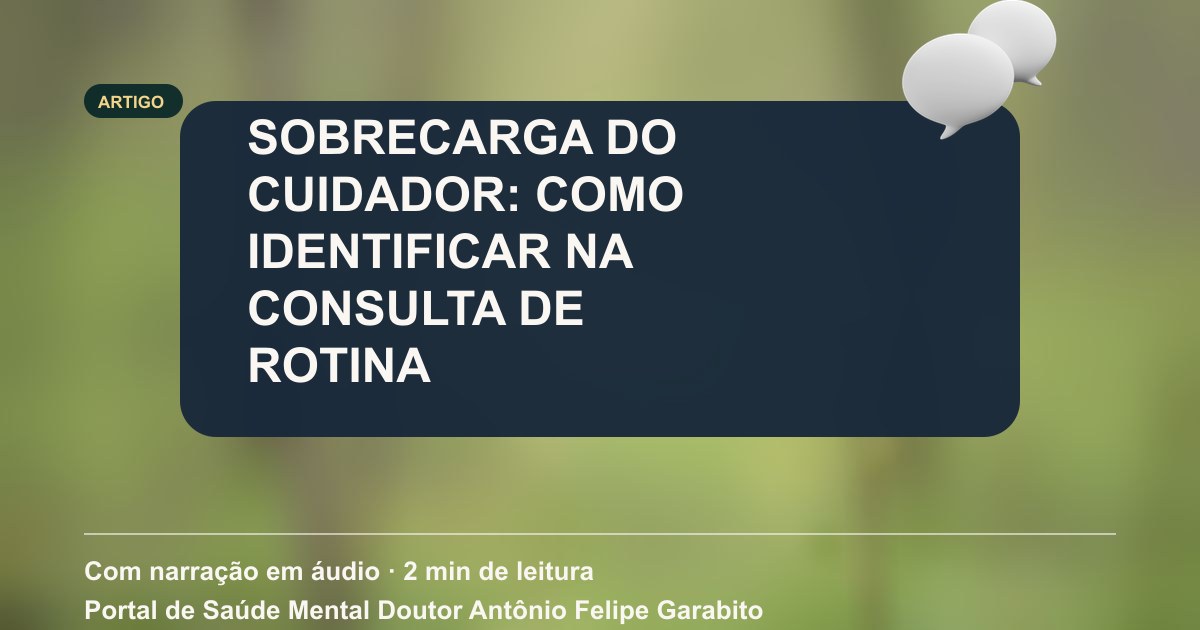 ARTIGO
SOBRECARGA DO
CUIDADOR: COMO
IDENTIFICAR NA
CONSULTA DE
ROTINA
Com narração em áudio · 2 min de leitura
Portal de Saúde Mental Doutor Antônio Felipe Garabito